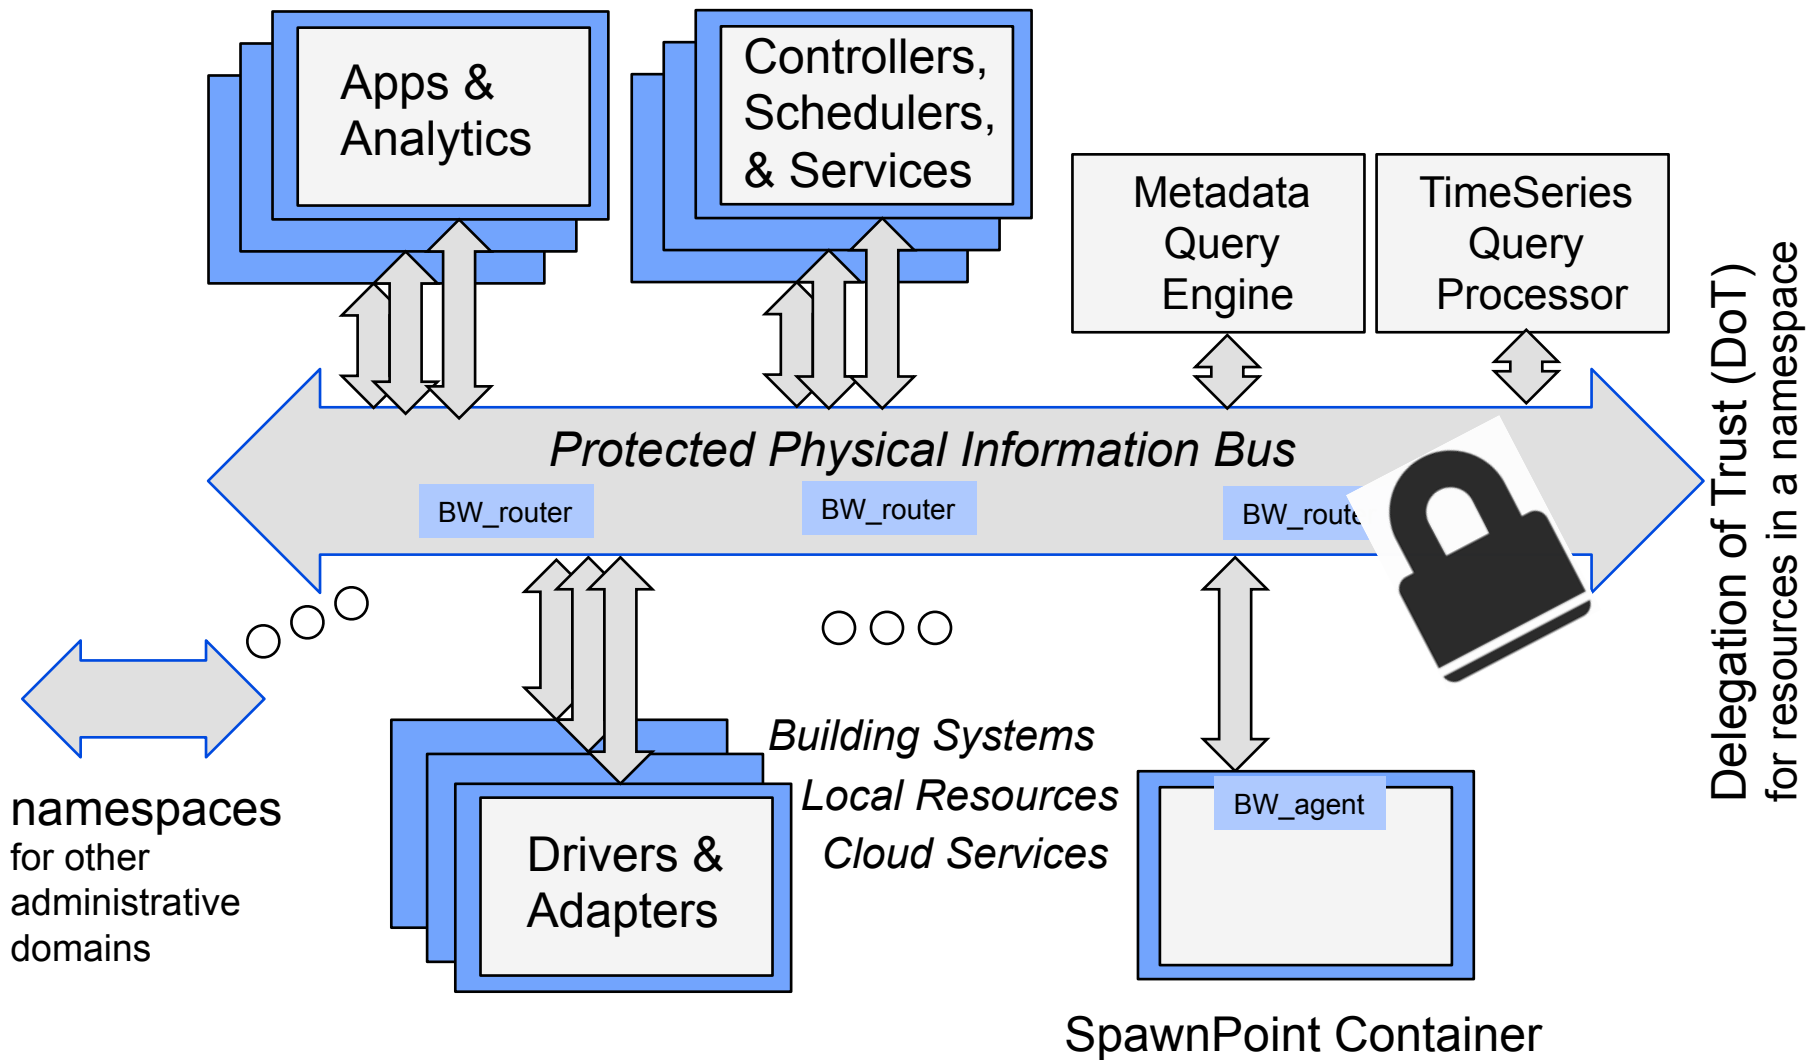 Apps &
Analytics
Controllers,
Schedulers,
& Services
Metadata
Query
Engine
TimeSeries
Query
Processor
Delegation of Trust (DoT)
for resources in a namespace
Protected Physical Information Bus
BW_router
BW_router
BW_route
Building Systems
Local Resources
Cloud Services
namespaces
for other
administrative
domains
Drivers &
Adapters
BW_agent
SpawnPoint Container